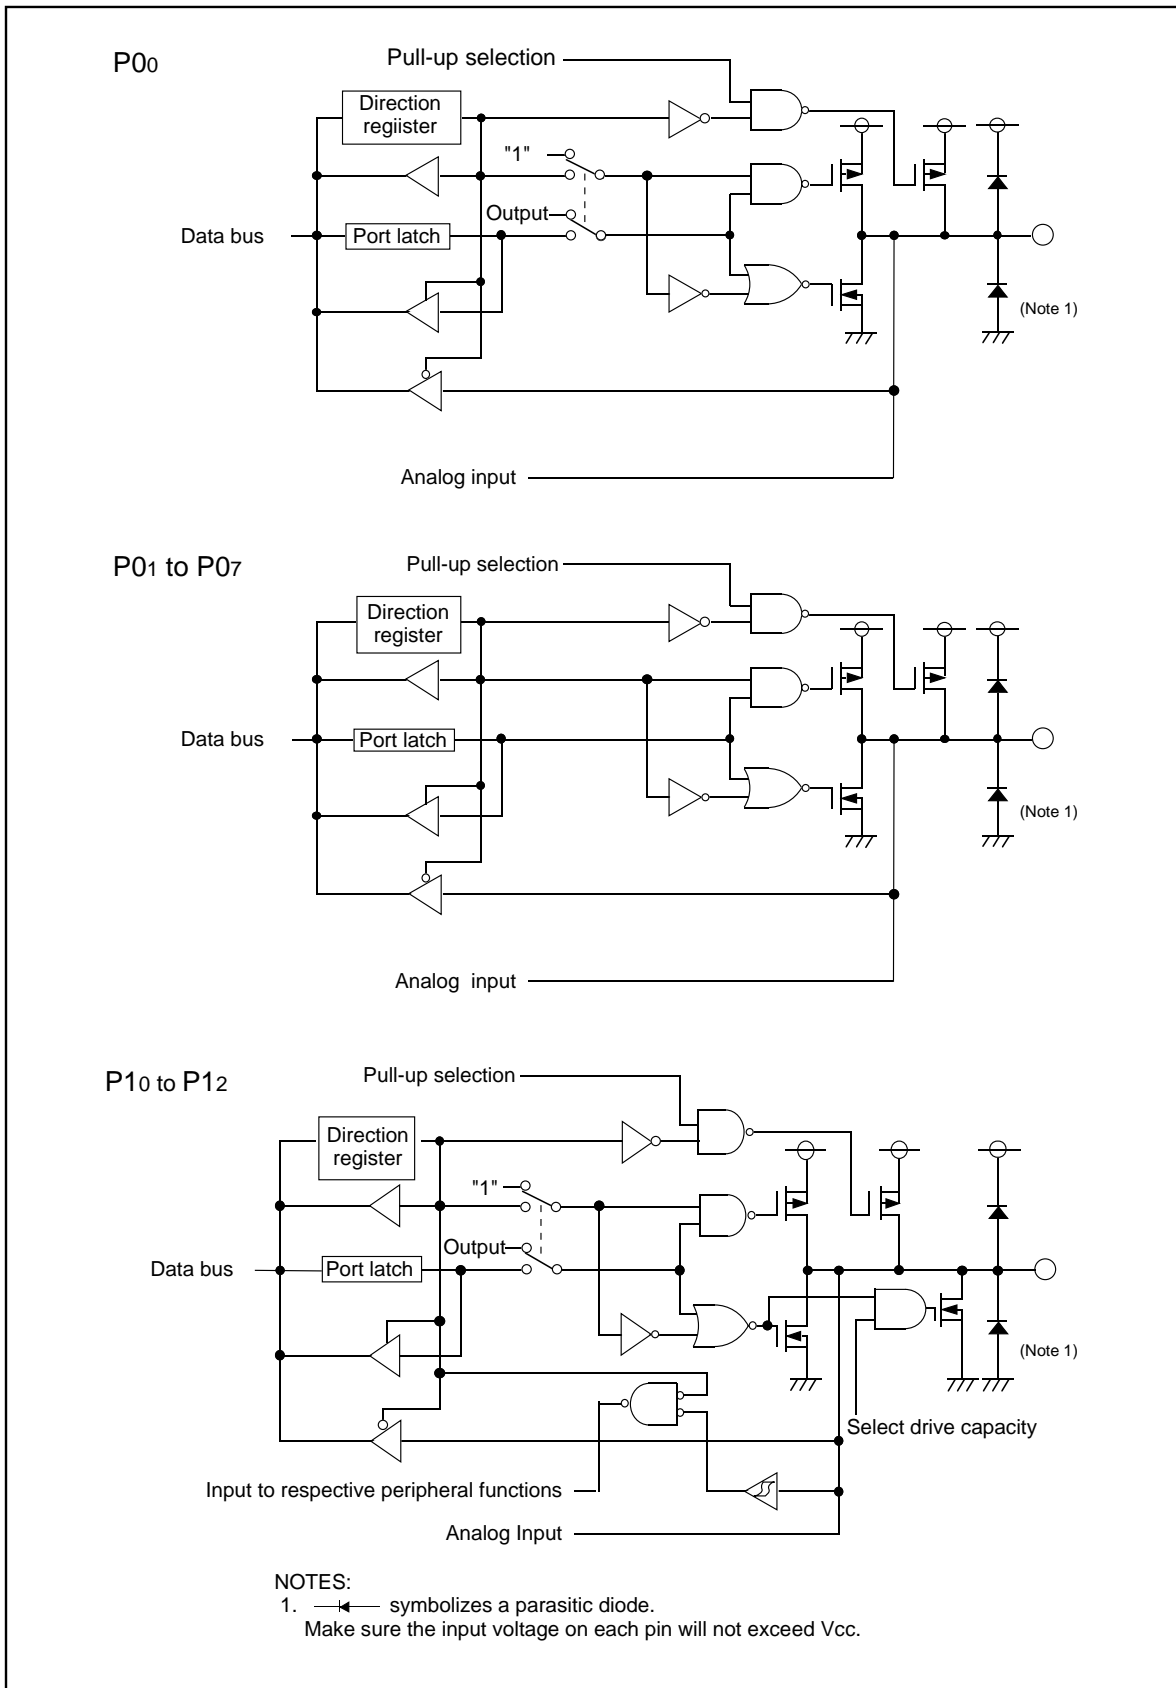 P00
Pull-up selection
Direction
regiister
"1"
Output
Data bus
Port latch
(Note 1)
Analog input
P01 to P07
Pull-up selection
Direction
register
Data bus
Port latch
(Note 1)
Analog input
P10 to P12
Pull-up selection
Direction
register
"1"
Output
Data bus
Port latch
(Note 1)
Select drive capacity
Input to respective peripheral functions
Analog Input
NOTES:
1. symbolizes a parasitic diode.
Make sure the input voltage on each pin will not exceed Vcc.